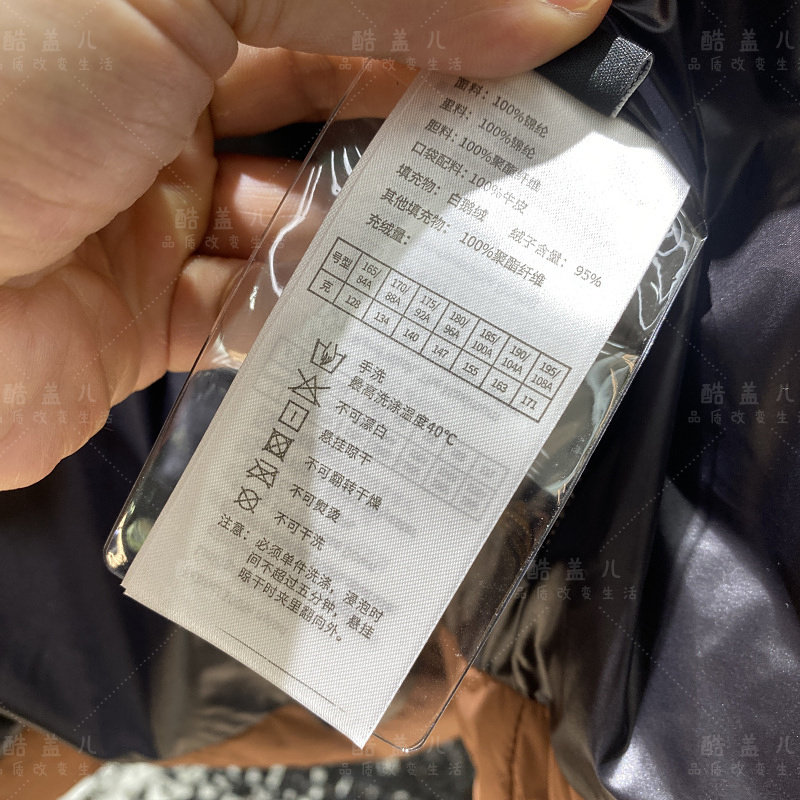 面料：100%锦纶
里料：100%锦纶
胆料：100%聚酯纤维
口袋配料：100%牛皮
填充物：白鹅绒 绒子含量：95%
其他填充物：100%聚酯纤维
充绒量：
号型 165/84A 170/88A 175/92A 180/96A 185/100A 190/104A 195/109A
克 128 13A 140 147 155 163 171
手洗
最高洗涤温度40℃
不可漂白
悬挂晾干
不可翻转干燥
不可熨烫
不可干洗
注意：必须单件洗涤，浸泡时
间不超过五分钟，悬挂
晾干时夹里翻向外。
酷盖儿
品质改变生活